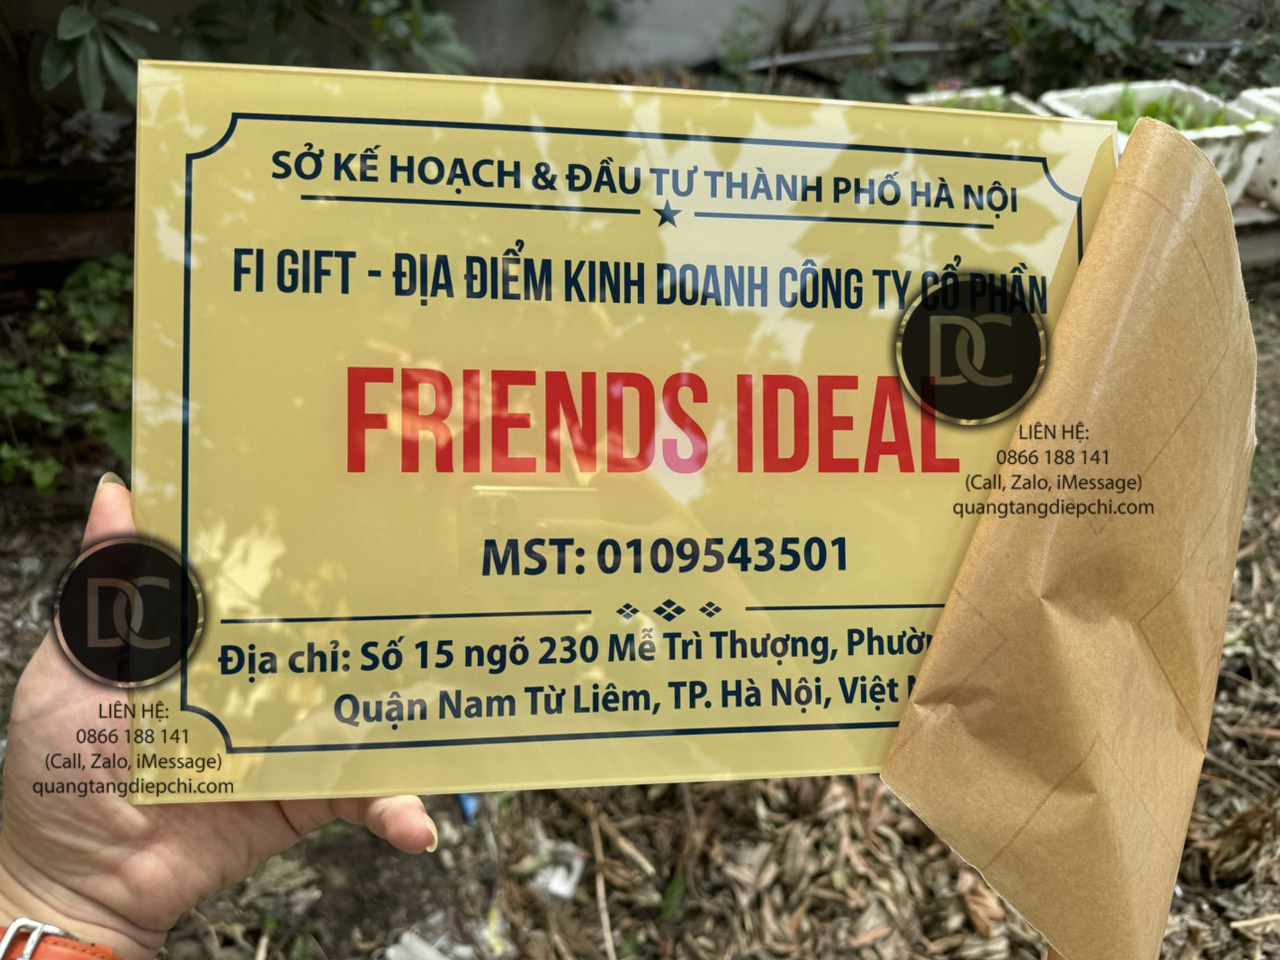 SỞ KẾ HOẠCH & ĐẦU TƯ THÀNH PHỐ HÀ NỘI
FI GIFT - ĐỊA ĐIỂM KINH DOANH CÔNG TY CỔ PHẦN
FRIENDS IDEAL
MST: 0109543501
Địa chỉ: Số 15 ngõ 230 Mễ Trì Thượng,
Quận Nam Từ Liêm, TP. Hà Nội, Việt
DC
LIÊN HỆ:
0866 188 141
(Call, Zalo, iMessage)
quangtangdiepchi.com
DC
LIÊN HỆ:
0866 188 141
(Call, Zalo, iMessage)
quangtangdiepchi.com